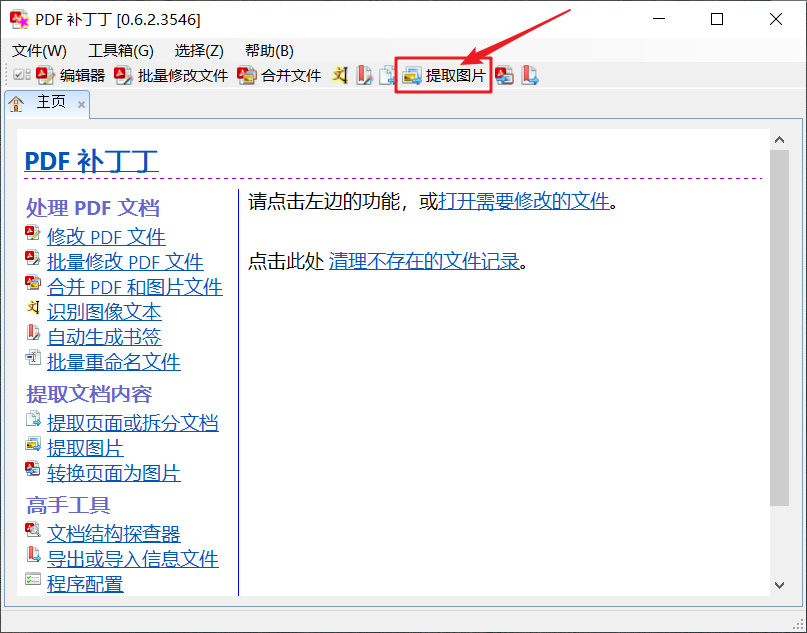 PDF 补丁丁 [0.6.2.3546]
文件(W) 工具箱(G) 选择(Z) 帮助(B)
编辑器 批量修改文件 合并文件 提取图片
主页
PDF 补丁丁
处理 PDF 文档
修改 PDF 文件
批量修改 PDF 文件
合并 PDF 和图片文件
识别图像文本
自动生成书签
批量重命名文件
提取文档内容
提取页面或拆分文档
提取图片
转换页面为图片
高手工具
文档结构探查器
导出或导入信息文件
程序配置
请点击左边的功能，或打开需要修改的文件。
点击此处 清理不存在的文件记录。